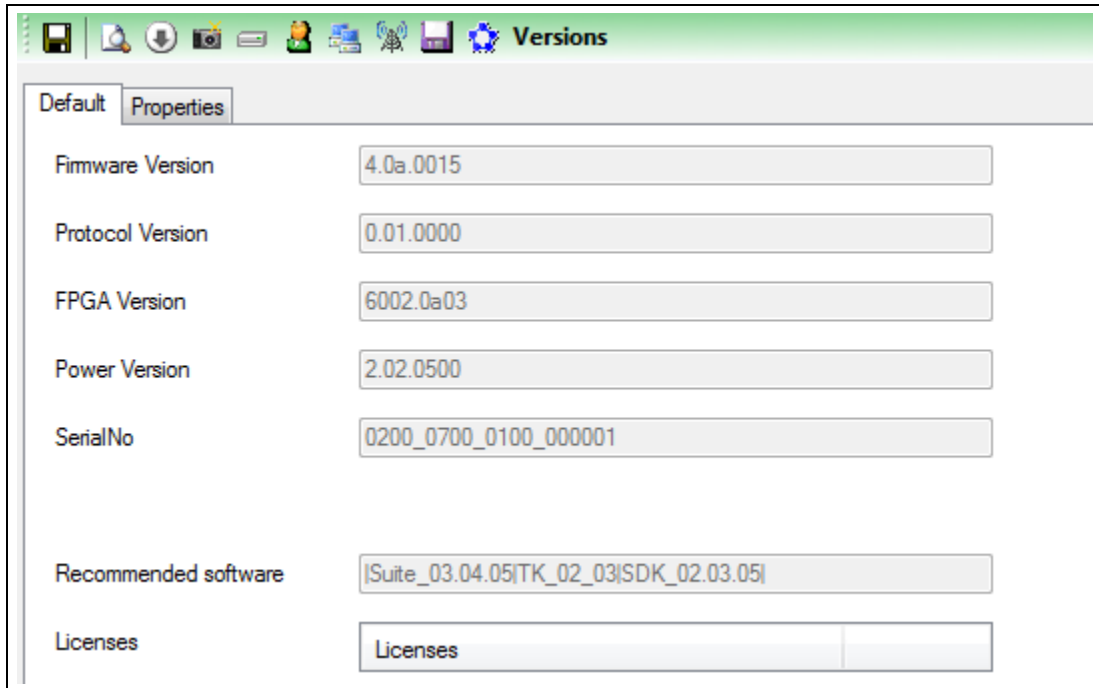 Versions
Default Properties
Firmware Version 4.0a.0015
Protocol Version 0.01.0000
FPGA Version 6002.0a03
Power Version 2.02.0500
SerialNo 0200_0700_0100_000001
Recommended software |Suite_03.04.05|TK_02_03|SDK_02.03.05|
Licenses Licenses